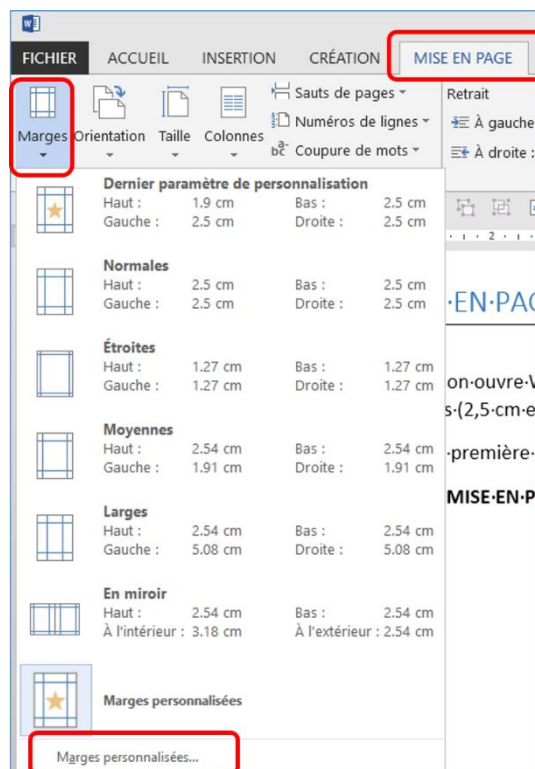 FICHIER ACCUEIL INSERTION CRÉATION MISE EN PAGE
Marges Orientation Taille Colonnes
Sauts de pages
Numéros de lignes
Coupure de mots
Retrait
À gauche
À droite :
Dernier paramètre de personnalisation
Haut : 1.9 cm Bas : 2.5 cm
Gauche : 2.5 cm Droite : 2.5 cm
Normales
Haut : 2.5 cm Bas : 2.5 cm
Gauche : 2.5 cm Droite : 2.5 cm
Étroites
Haut : 1.27 cm Bas : 1.27 cm
Gauche : 1.27 cm Droite : 1.27 cm
Moyennes
Haut : 2.54 cm Bas : 2.54 cm
Gauche : 1.91 cm Droite : 1.91 cm
Larges
Haut : 2.54 cm Bas : 2.54 cm
Gauche : 5.08 cm Droite : 5.08 cm
En miroir
Haut : 2.54 cm Bas : 2.54 cm
À l'intérieur : 3.18 cm À l'extérieur : 2.54 cm
Marges personnalisées
Marges personnalisées...
2
·EN·PAG
on·ouvre·V
s·(2,5·cm·e
·première·
MISE·EN·P